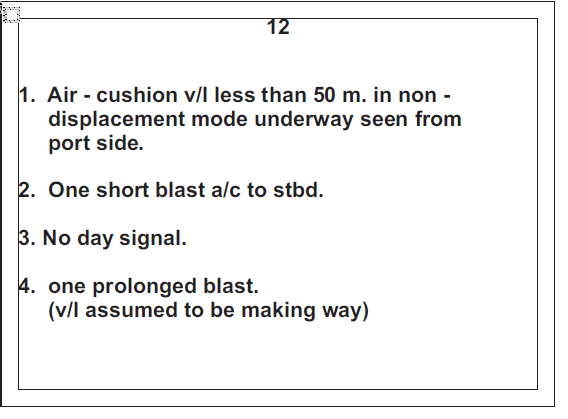 12
1. Air - cushion v/l less than 50 m. in non -
displacement mode underway seen from
port side.
2. One short blast a/c to stbd.
3. No day signal.
4. one prolonged blast.
(v/l assumed to be making way)